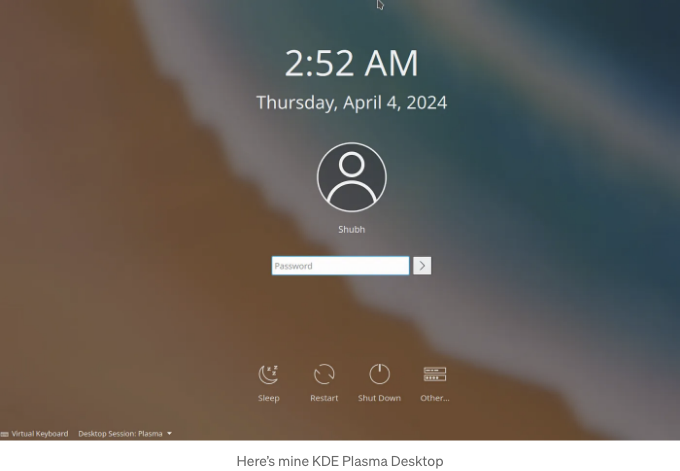 2:52 AM
Thursday, April 4, 2024
Shubh
Password
Sleep Restart Shut Down Other...
Virtual Keyboard Desktop Session: Plasma
Here's mine KDE Plasma Desktop